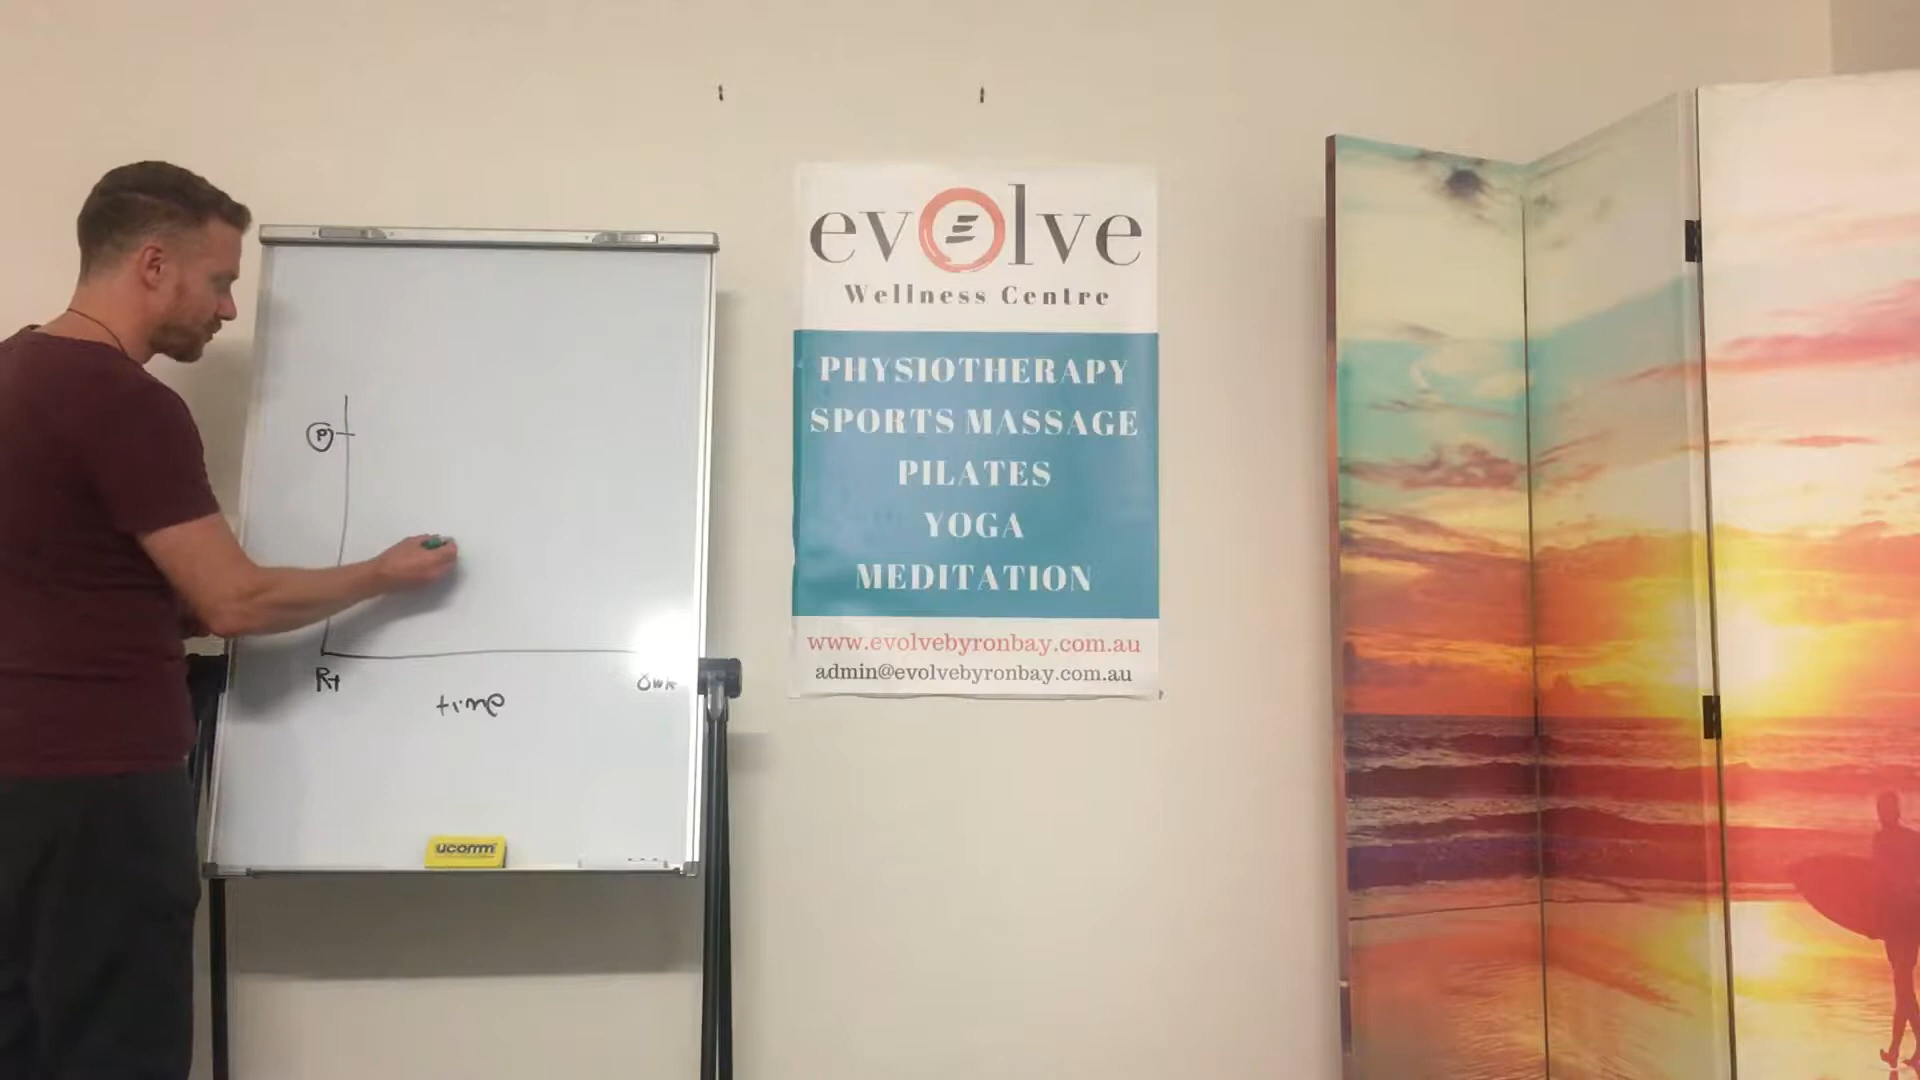 P
Rt
8wk
time
ucomm
evolve
Wellness Centre
PHYSIOTHERAPY
SPORTS MASSAGE
PILATES
YOGA
MEDITATION
www.evolvebyronbay.com.au
admin@evolvebyronbay.com.au